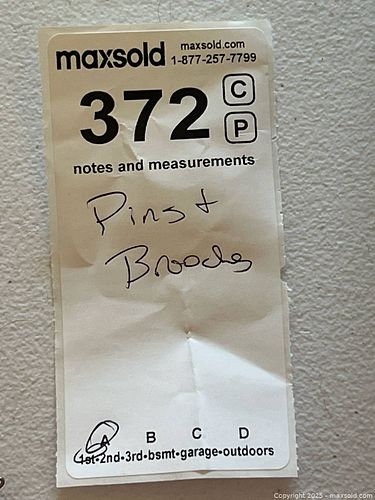 maxsold maxsold.com
1-877-257-7799
372 C
P
notes and measurements
Pins +
Brooches
A B C D
1st•2nd•3rd•bsmt•garage•outdoors
Copyright 2025 - maxsold.com